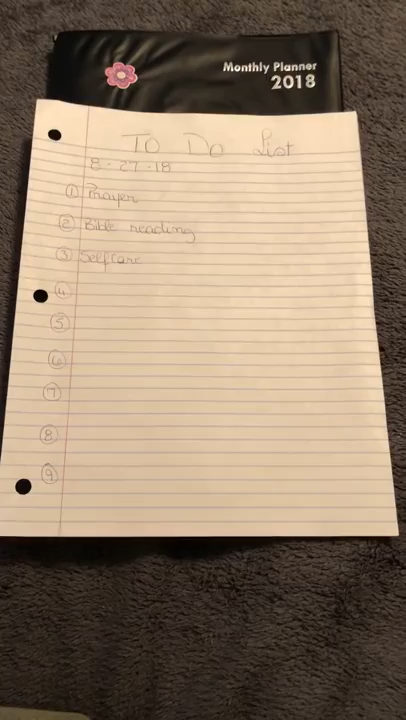 Monthly Planner
2018
To Do List
8-27-18
① Prayer
② Bible reading
③ Selfcare
④
⑤
⑥
⑦
⑧
⑨